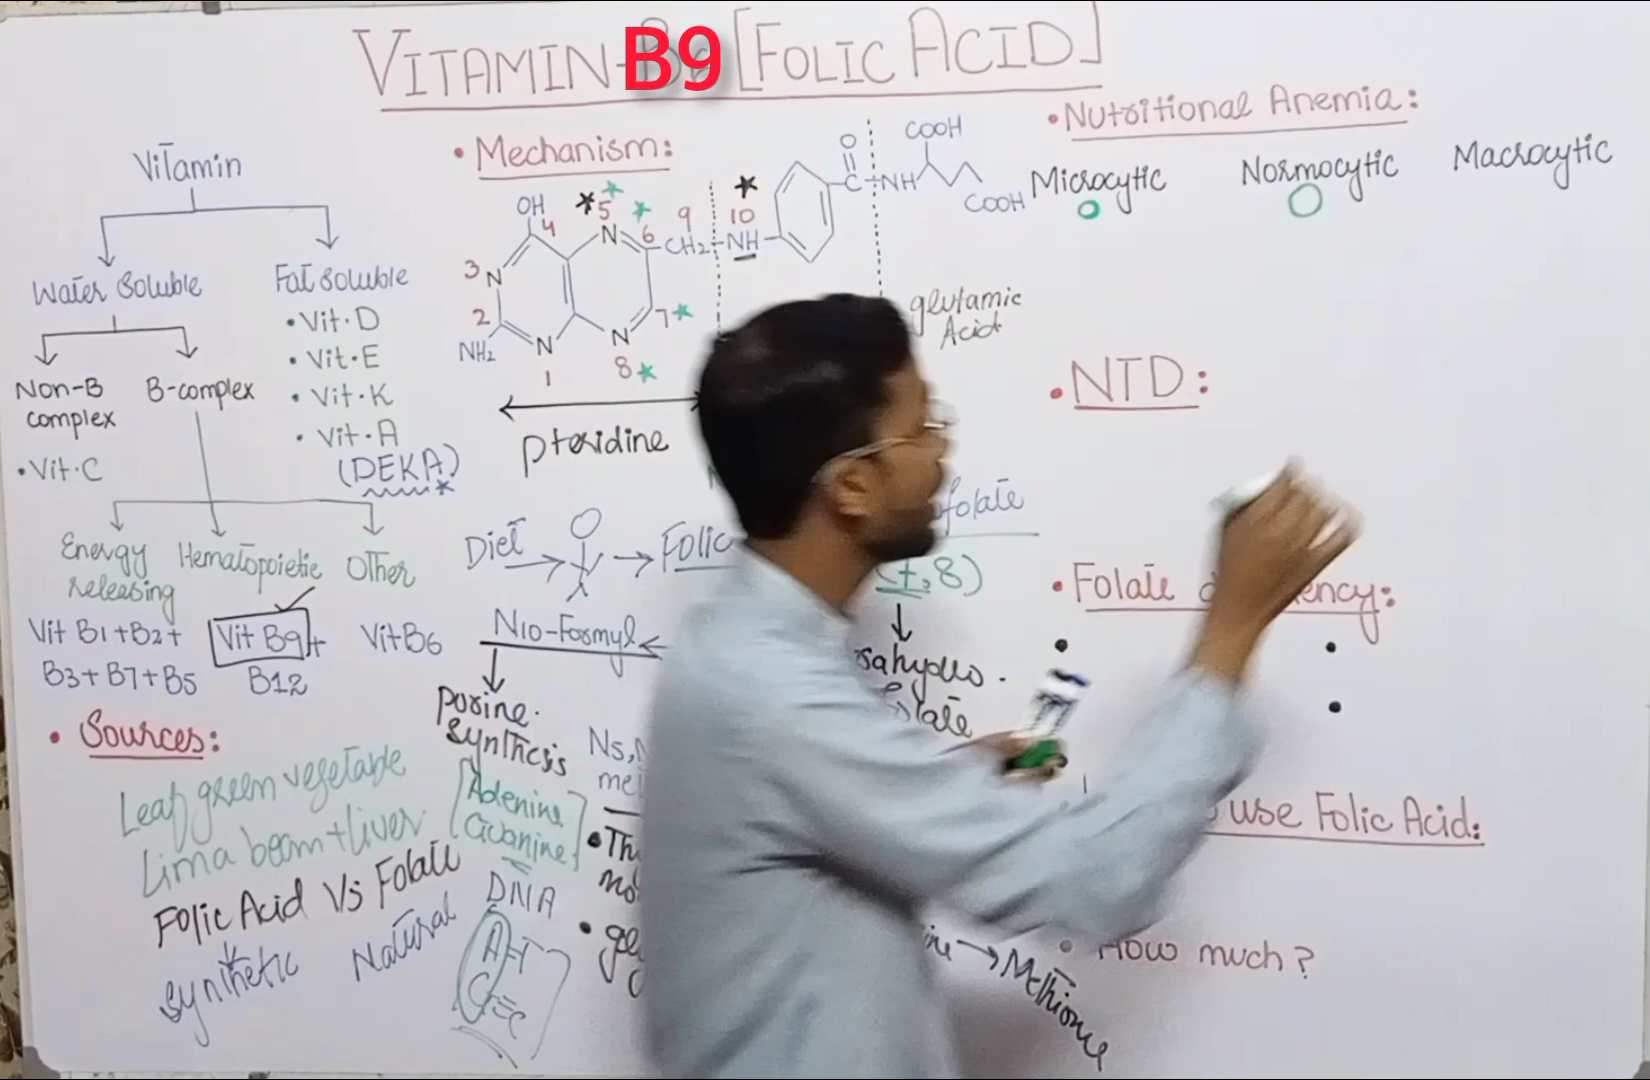 VITAMIN-B9 [FOLIC ACID]
Vitamin
Water Soluble
Fat Soluble
• Vit·D
• Vit·E
• Vit·K
• Vit·A
(DEKA)
Non-B complex
• Vit·C
B-complex
Energy releasing
Hematopoietic
Other
Vit B1+B2+
B3+B7+B5
Vit B9+
B12
Vit B6
• Sources:
Leaf green vegetable
Lima beam+liver
Folic Acid Vs Folate
synthetic
Natural
• Mechanism:
OH
4
5
6
9
10
3
N
N
CH2
NH
2
NH2
N
1
N
7
8
O
C
NH
COOH
COOH
pteridine
glutamic
Acid
Diet
Folic
folate
8)
N10-Formyl
purine
synthesis
Adenine
Guanine
DNA
A=T
G≡C
Methionine
• Nutritional Anemia:
Microcytic
Normocytic
Macrocytic
• NTD:
• Folate
ency:
use Folic Acid:
• How much?